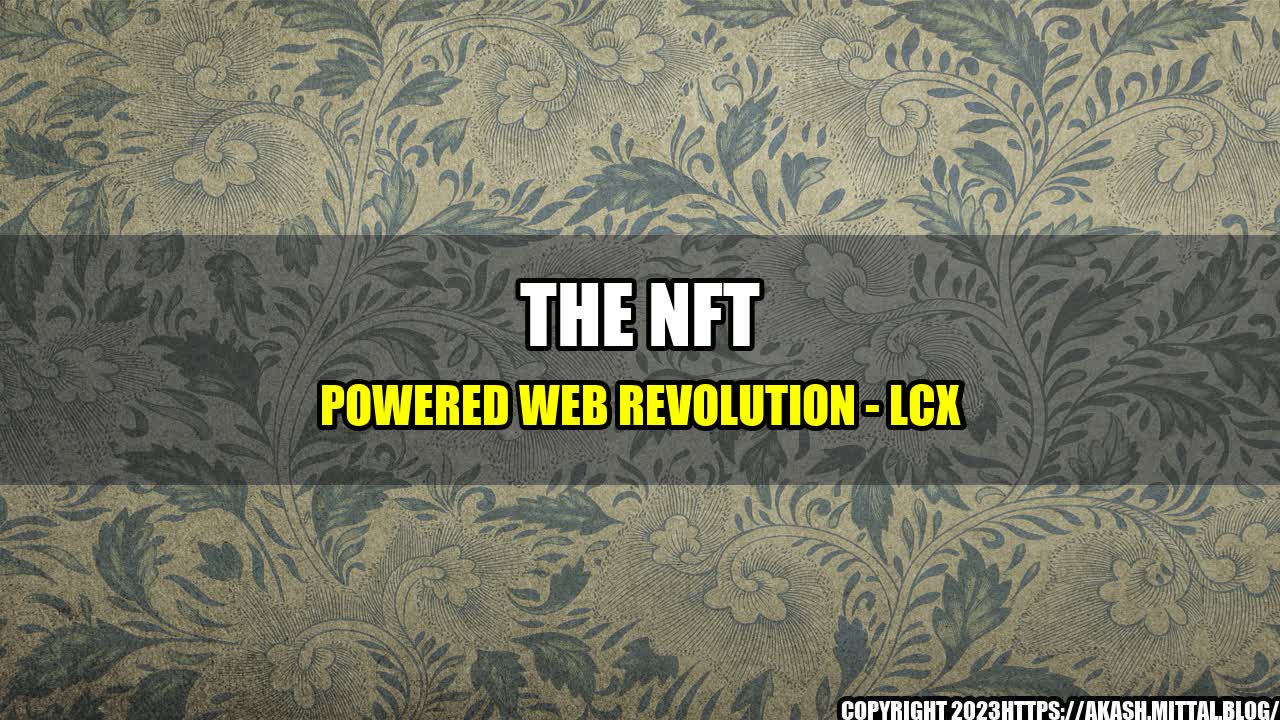 THE NFT
POWERED WEB REVOLUTION - LCX
COPYRIGHT 2023HTTPS://AKASH.MITTAL.BLOG/